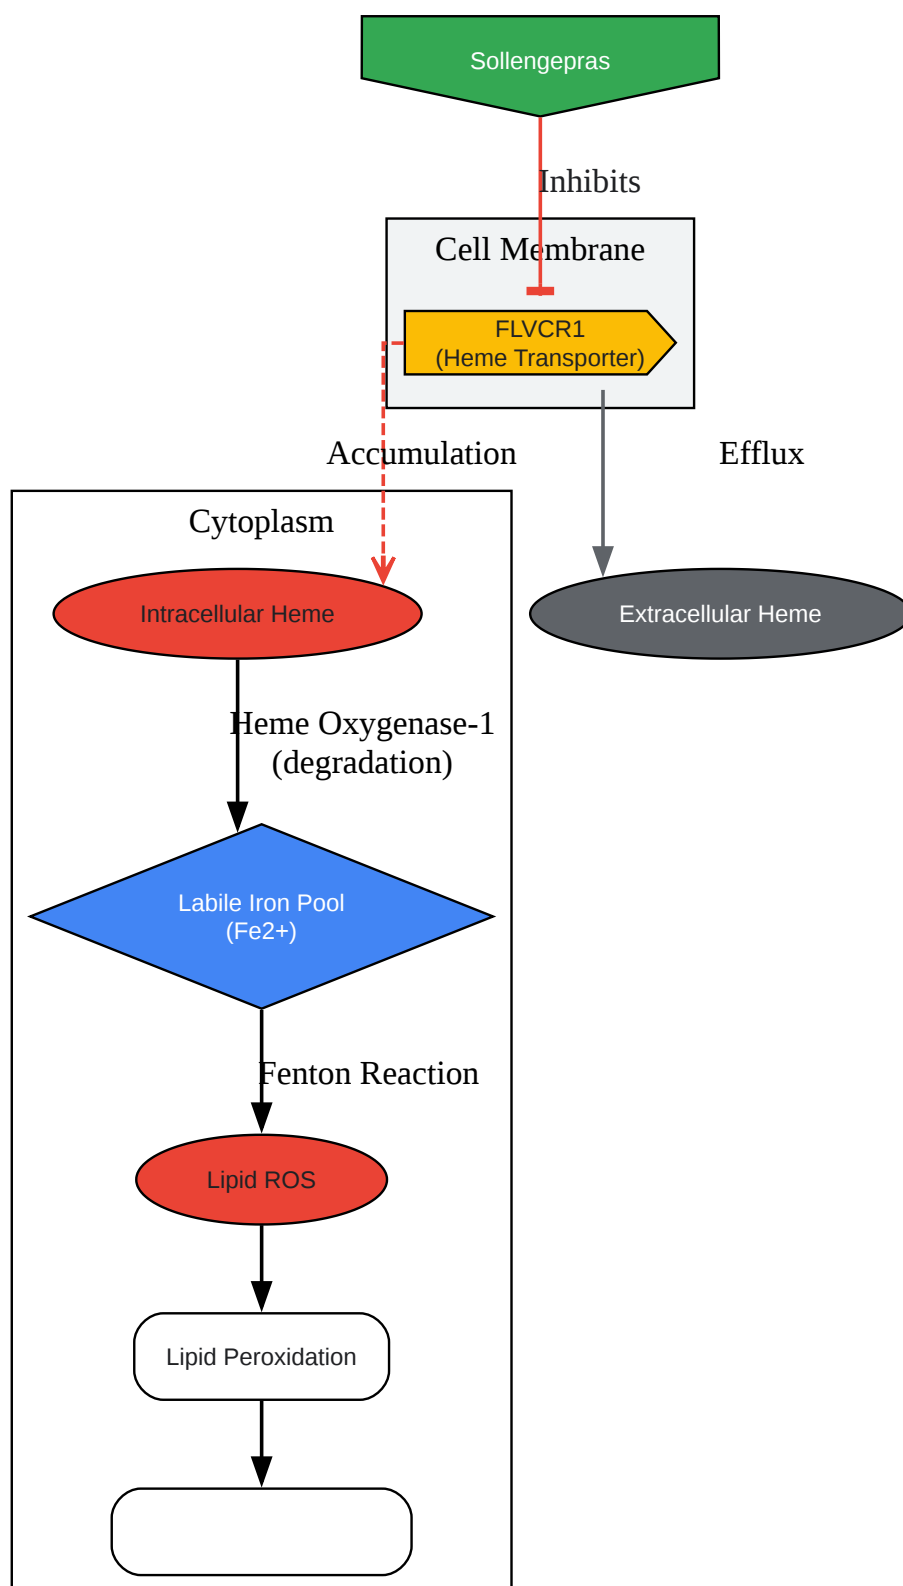 Sollengepras
Inhibits
Cell Membrane
FLVCR1
(Heme Transporter)
Accumulation
Efflux
Cytoplasm
Intracellular Heme
Extracellular Heme
Heme Oxygenase-1
(degradation)
Labile Iron Pool
(Fe2+)
Fenton Reaction
Lipid ROS
Lipid Peroxidation